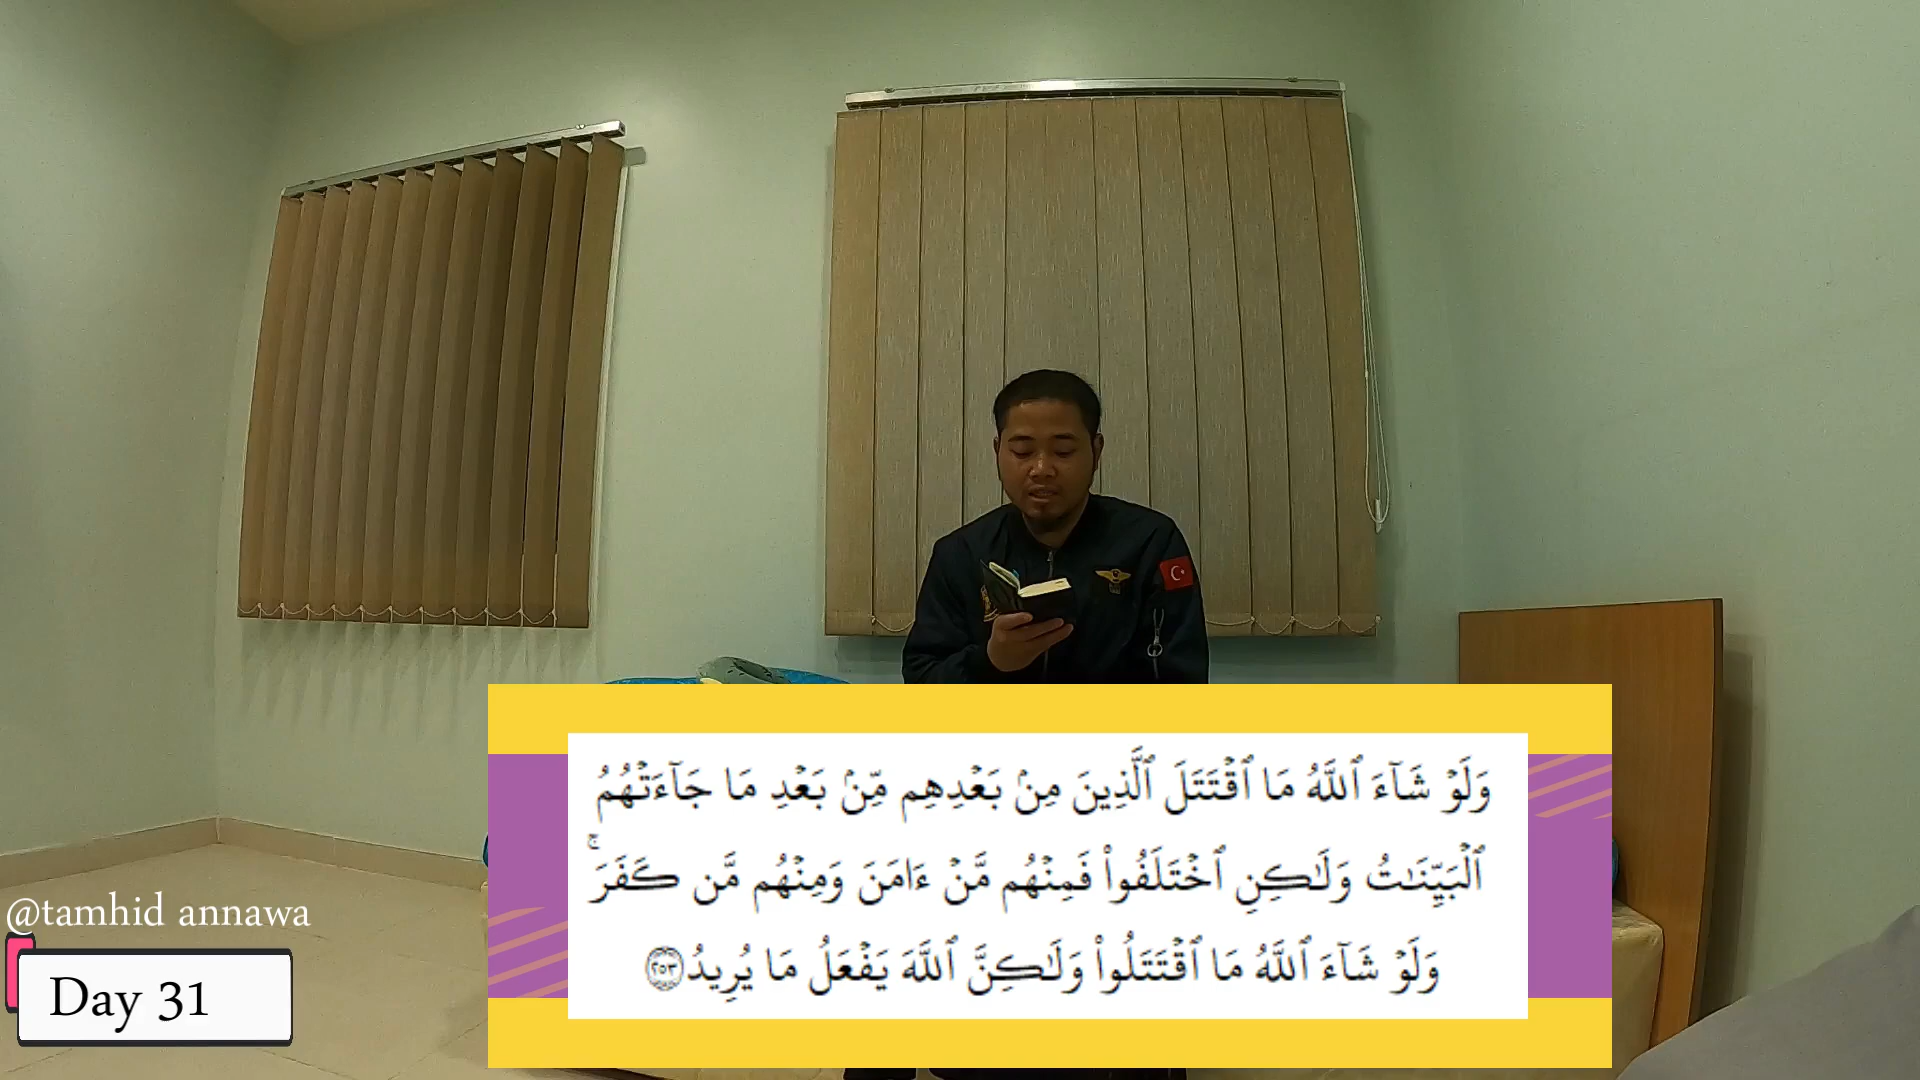 وَلَوۡ شَآءَ ٱللَّهُ مَا ٱقۡتَتَلَ ٱلَّذِينَ مِنۢ بَعۡدِهِم مِّنۢ بَعۡدِ مَا جَآءَتۡهُمُ
ٱلۡبَيِّنَٰتُ وَلَٰكِنِ ٱخۡتَلَفُواْ فَمِنۡهُم مَّنۡ ءَامَنَ وَمِنۡهُم مَّن كَفَرَۚ
وَلَوۡ شَآءَ ٱللَّهُ مَا ٱقۡتَتَلُواْ وَلَٰكِنَّ ٱللَّهَ يَفۡعَلُ مَا يُرِيدُ ٢٥٣
@tamhid annawa
Day 31